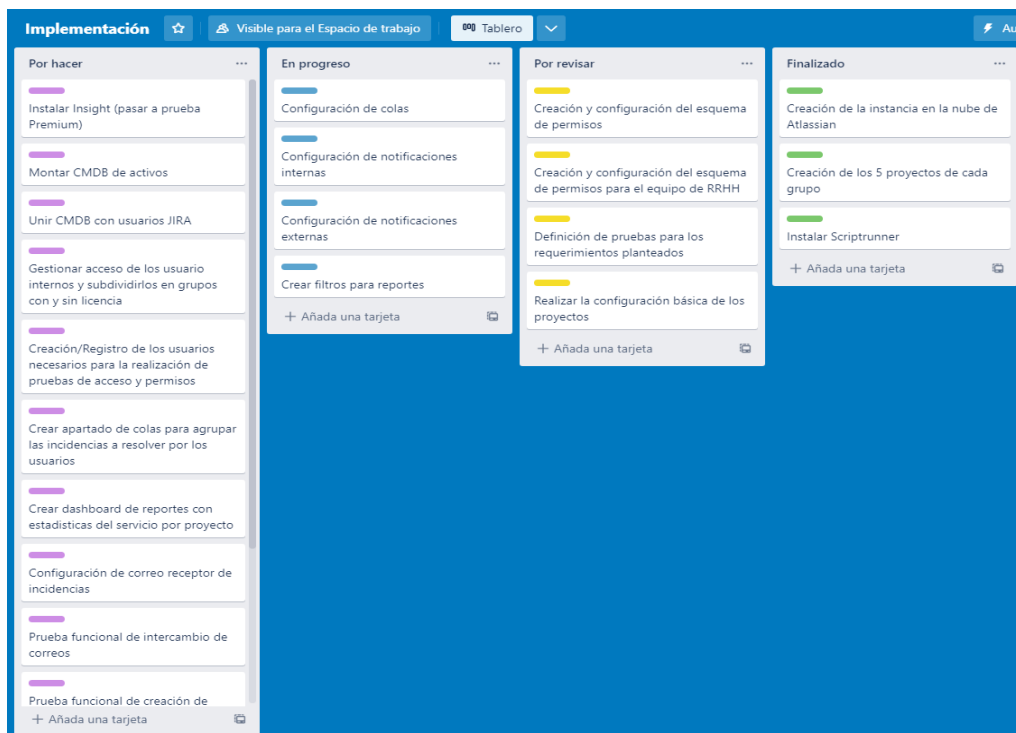 Implementación
Visible para el Espacio de trabajo
Tablero
Au
Por hacer
Instalar Insight (pasar a prueba
Premium)
Montar CMDB de activos
Unir CMDB con usuarios JIRA
Gestionar acceso de los usuario
internos y subdividirlos en grupos
con y sin licencia
Creación/Registro de los usuarios
necesarios para la realización de
pruebas de acceso y permisos
Crear apartado de colas para agrupar
las incidencias a resolver por los
usuarios
Crear dashboard de reportes con
estadisticas del servicio por proyecto
Configuración de correo receptor de
incidencias
Prueba funcional de intercambio de
correos
Prueba funcional de creación de
+ Añada una tarjeta
En progreso
Configuración de colas
Configuración de notificaciones
internas
Configuración de notificaciones
externas
Crear filtros para reportes
+ Añada una tarjeta
Por revisar
Creación y configuración del esquema
de permisos
Creación y configuración del esquema
de permisos para el equipo de RRHH
Definición de pruebas para los
requerimientos planteados
Realizar la configuración básica de los
proyectos
+ Añada una tarjeta
Finalizado
Creación de la instancia en la nube de
Atlassian
Creación de los 5 proyectos de cada
grupo
Instalar Scriptrunner
+ Añada una tarjeta